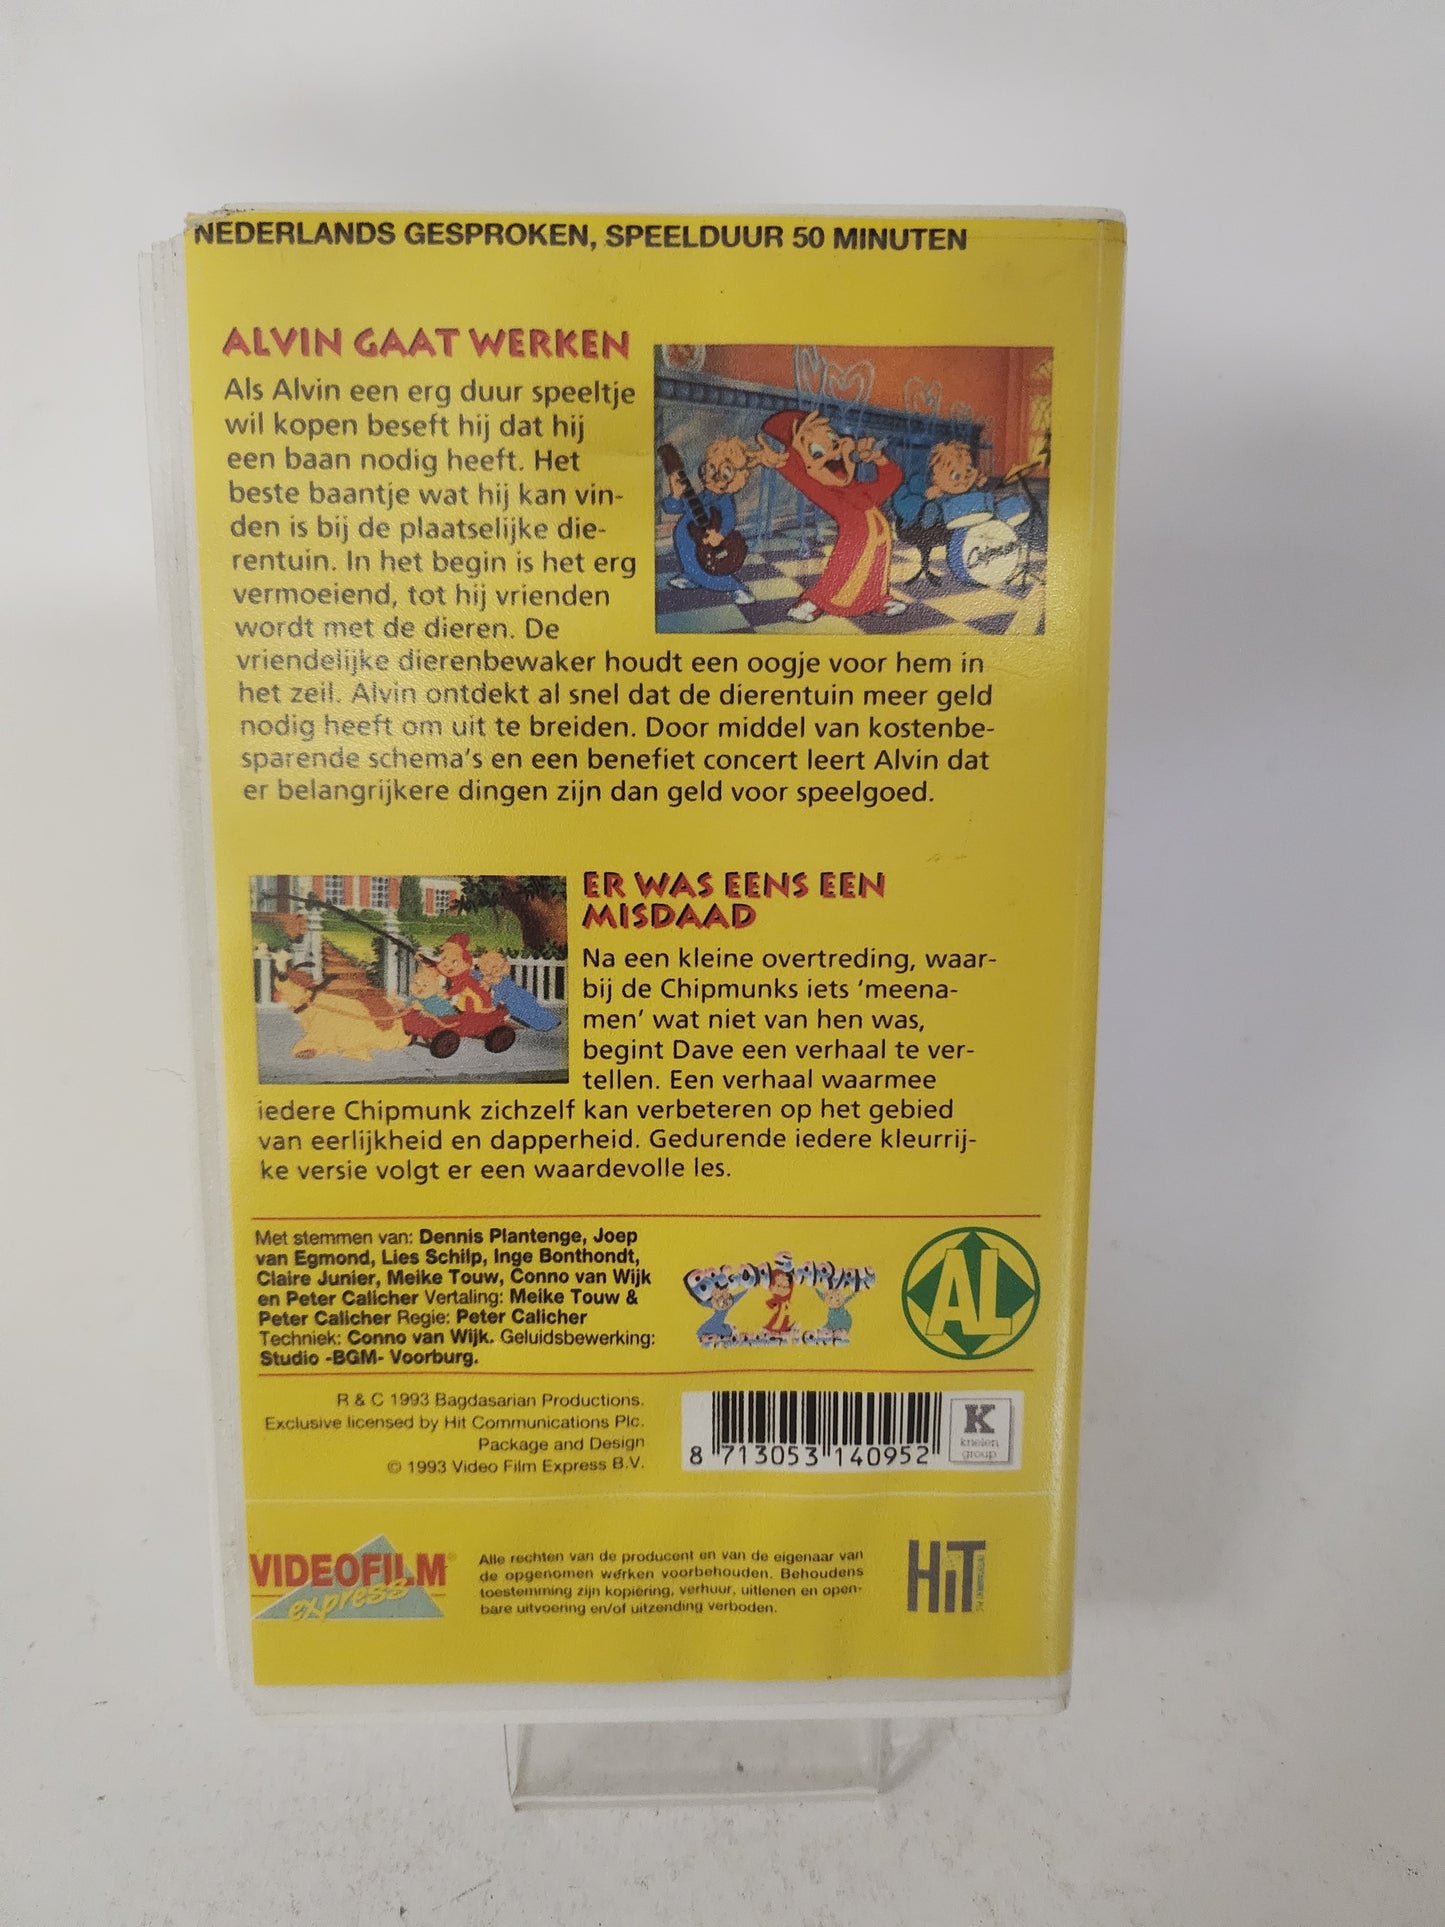 NEDERLANDS GESPROKEN, SPEELDUUR 50 MINUTEN
ALVIN GAAT WERKEN
Als Alvin een erg duur speeltje
wil kopen beseft hij dat hij
een baan nodig heeft. Het
beste baantje wat hij kan vin-
den is bij de plaatselijke die-
rentuin. In het begin is het erg
vermoeiend, tot hij vrienden
wordt met de dieren. De
vriendelijke dierenbewaker houdt een oogje voor hem in
het zeil. Alvin ontdekt al snel dat de dierentuin meer geld
nodig heeft om uit te breiden. Door middel van kostenbe-
sparende schema's en een benefiet concert leert Alvin dat
er belangrijkere dingen zijn dan geld voor speelgoed.
Chipmunks
ER WAS EENS EEN
MISDAAD
Na een kleine overtreding, waar-
bij de Chipmunks iets 'meena-
men' wat niet van hen was,
begint Dave een verhaal te ver-
tellen. Een verhaal waarmee
iedere Chipmunk zichzelf kan verbeteren op het gebied
van eerlijkheid en dapperheid. Gedurende iedere kleurrij-
ke versie volgt er een waardevolle les.
Met stemmen van: Dennis Plantenge, Joep
van Egmond, Lies Schilp, Inge Bonthondt,
Claire Junier, Meike Touw, Conno van Wijk
en Peter Calicher Vertaling: Meike Touw &
Peter Calicher Regie: Peter Calicher
Techniek: Conno van Wijk. Geluidsbewerking:
Studio -BGM- Voorburg.
BAGDASARIAN
PRODUCTIONS
AL
R & C 1993 Bagdasarian Productions.
Exclusive licensed by Hit Communications Plc.
Package and Design
© 1993 Video Film Express B.V.
8 713053 140952
K
knelen
group
VIDEOFILM
express
Alle rechten van de producent en van de eigenaar van
de opgenomen werken voorbehouden. Behoudens
toestemming zijn kopiëring, verhuur, uitlenen en open-
bare uitvoering en/of uitzending verboden.
HiT